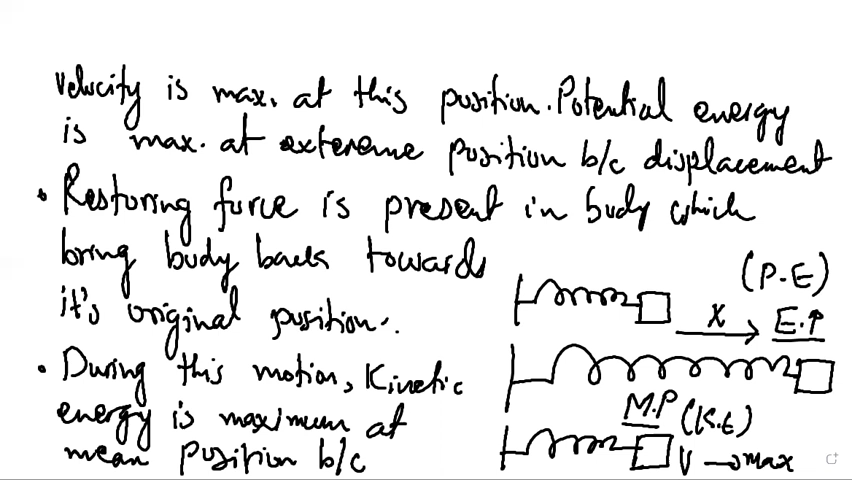 velocity is max. at this position. Potential energy
is max. at extereme position b/c displacement
• Restoring force is present in body which
bring body back towards
it's original position.
• During this motion, Kinetic
energy is maximum at
mean position b/c
(P.E)
X
E.P
M.P (K.E)
V → max